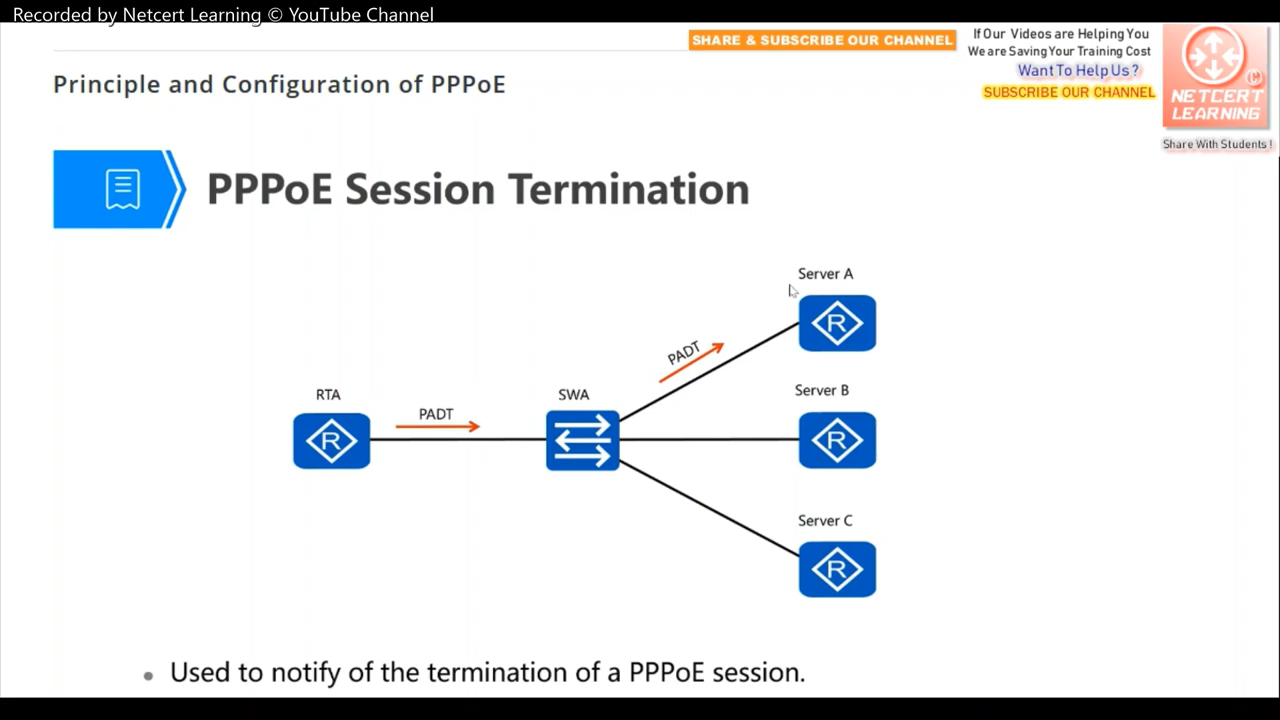 Recorded by Netcert Learning © YouTube Channel
SHARE & SUBSCRIBE OUR CHANNEL
If Our Videos are Helping You
We are Saving Your Training Cost
Want To Help Us ?
SUBSCRIBE OUR CHANNEL
NETCERT
LEARNING
Share With Students !
Principle and Configuration of PPPoE
PPPoE Session Termination
Server A
R
PADT
Server B
RTA
SWA
PADT
R
R
Server C
R
Used to notify of the termination of a PPPoE session.